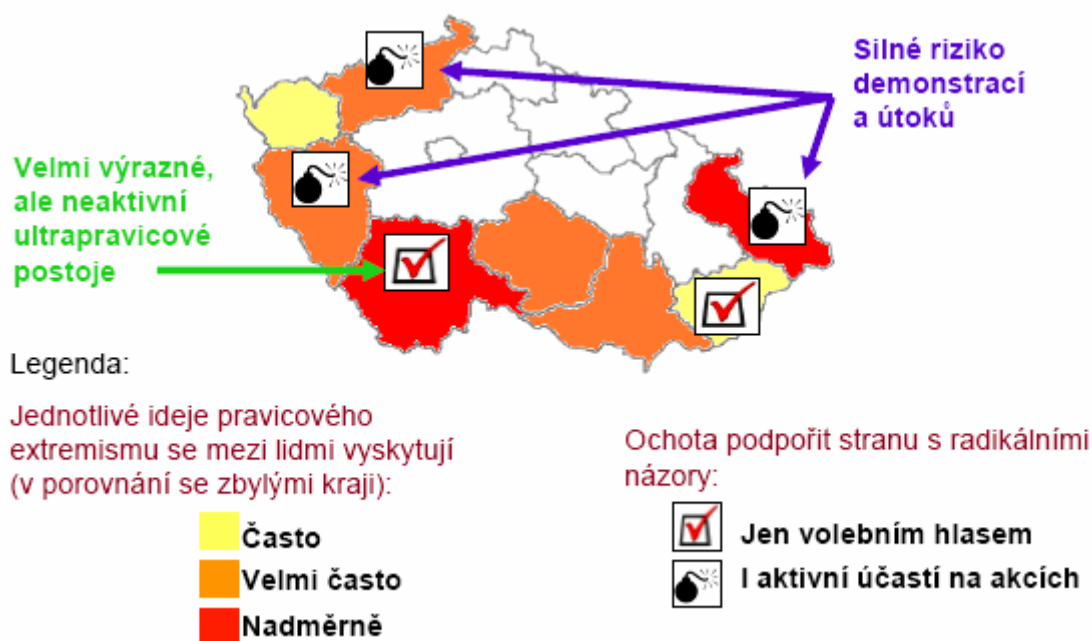 Silné riziko
demonstrací
a útoků
Velmi výrazné,
ale neaktivní
ultrapravicové
postoje
Legenda:
Jednotlivé ideje pravicového
extremismu se mezi lidmi vyskytují
(v porovnání se zbylými kraji):
Často
Velmi často
Nadměrně
Ochota podpořit stranu s radikálními
názory:
Jen volebním hlasem
I aktivní účastí na akcích